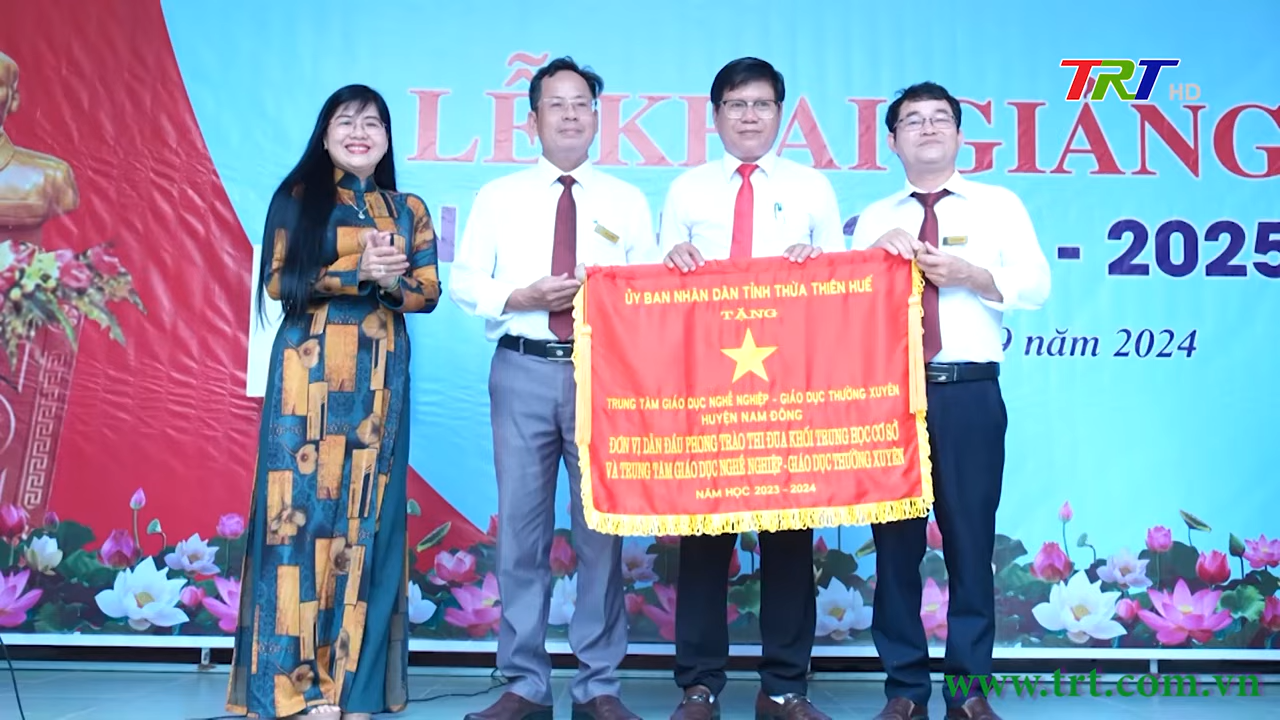 TRT HD
LỄ KHAI GIẢNG
- 2025
9 năm 2024
ỦY BAN NHÂN DÂN TỈNH THỪA THIÊN HUẾ
TẶNG
TRUNG TÂM GIÁO DỤC NGHỀ NGHIỆP - GIÁO DỤC THƯỜNG XUYÊN
HUYỆN NAM ĐÔNG
ĐƠN VỊ DẪN ĐẦU PHONG TRÀO THI ĐUA KHỐI TRUNG HỌC CƠ SỞ
VÀ TRUNG TÂM GIÁO DỤC NGHỀ NGHIỆP - GIÁO DỤC THƯỜNG XUYÊN
NĂM HỌC 2023 - 2024
www.trt.com.vn